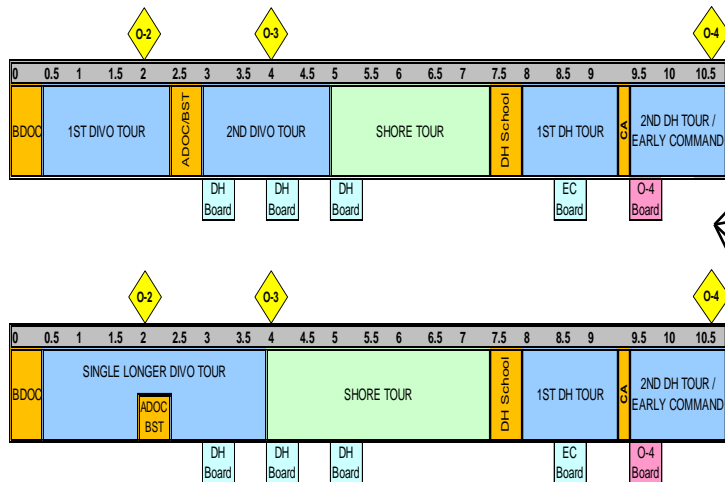 O-2 O-3 O-4
0 0.5 1 1.5 2 2.5 3 3.5 4 4.5 5 5.5 6 6.5 7 7.5 8 8.5 9 9.5 10 10.5
BDOC 1ST DIVO TOUR ADOC/BST 2ND DIVO TOUR SHORE TOUR DH School 1ST DH TOUR CA 2ND DH TOUR /
EARLY COMMAND
DH DH DH EC O-4
Board Board Board Board Board
O-2 O-3 O-4
0 0.5 1 1.5 2 2.5 3 3.5 4 4.5 5 5.5 6 6.5 7 7.5 8 8.5 9 9.5 10 10.5
BDOC SINGLE LONGER DIVO TOUR SHORE TOUR DH School 1ST DH TOUR CA 2ND DH TOUR /
EARLY COMMAND
ADOC
BST
DH DH DH EC O-4
Board Board Board Board Board